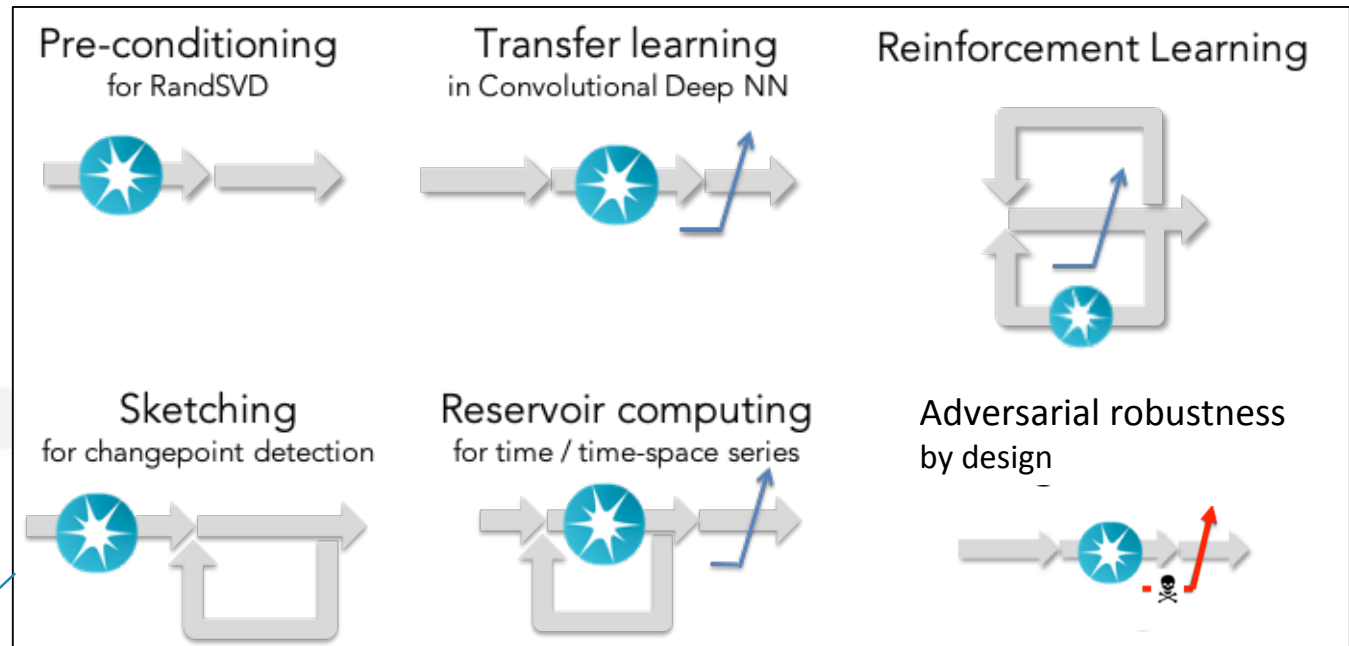 Pre-conditioning
for RandSVD
Transfer learning
in Convolutional Deep NN
Reinforcement Learning
Sketching
for changepoint detection
Reservoir computing
for time / time-space series
Adversarial robustness
by design